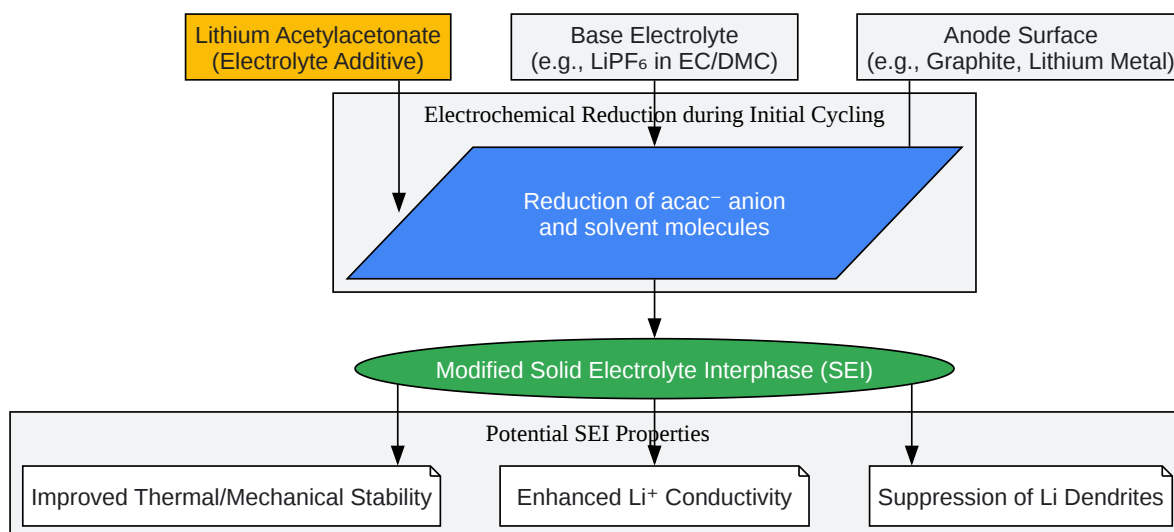 Lithium Acetylacetonate
(Electrolyte Additive)
Base Electrolyte
(e.g., LiPF₆ in EC/DMC)
Anode Surface
(e.g., Graphite, Lithium Metal)
Electrochemical Reduction during Initial Cycling
Reduction of acac⁻ anion
and solvent molecules
Modified Solid Electrolyte Interphase (SEI)
Potential SEI Properties
Improved Thermal/Mechanical Stability
Enhanced Li⁺ Conductivity
Suppression of Li Dendrites